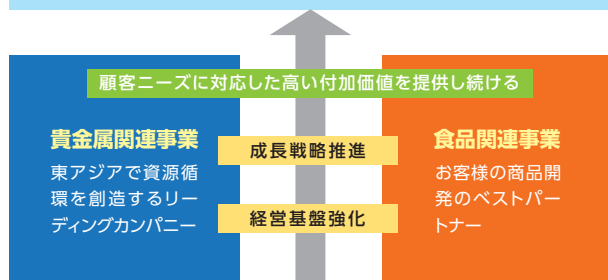 顧客ニーズに対応した高い付加価値を提供し続ける
貴金属関連事業
東アジアで資源循
環を創造するリー
ディングカンパニー
成長戦略推進
経営基盤強化
食品関連事業
お客様の商品開
発のベストパー
トナー